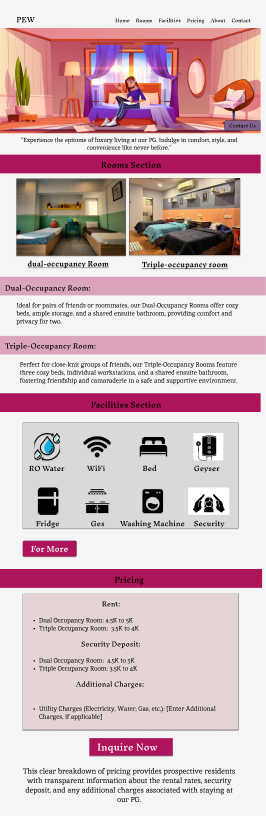 PEW
Home Rooms Facilities Pricing About Contact
Contact Us
"Experience the epitome of luxury living at our PG. Indulge in comfort, style, and
convenience like never before."
Rooms Section
dual-occupancy Room
Triple-occupancy room
Dual-Occupancy Room:
Ideal for pairs of friends or roommates, our Dual-Occupancy Rooms offer cozy
beds, ample storage, and a shared ensuite bathroom, providing comfort and
privacy for two.
Triple-Occupancy Room:
Perfect for close-knit groups of friends, our Triple-Occupancy Rooms feature
three cozy beds, individual workstations, and a shared ensuite bathroom,
fostering friendship and camaraderie in a safe and supportive environment.
Facilities Section
RO Water WiFi Bed Geyser
Fridge Ges Washing Machine Security
For More
Pricing
Rent:
• Dual Occupancy Room: 4.5K to 5K
• Triple Occupancy Room: 3.5K to 4K
Security Deposit:
• Dual Occupancy Room: 4.5K to 5K
• Triple Occupancy Room: 3.5K to 4K
Additional Charges:
• Utility Charges (Electricity, Water, Gas, etc.): [Enter Additional
Charges, if applicable]
Inquire Now
This clear breakdown of pricing provides prospective residents
with transparent information about the rental rates, security
deposit, and any additional charges associated with staying at
our PG.